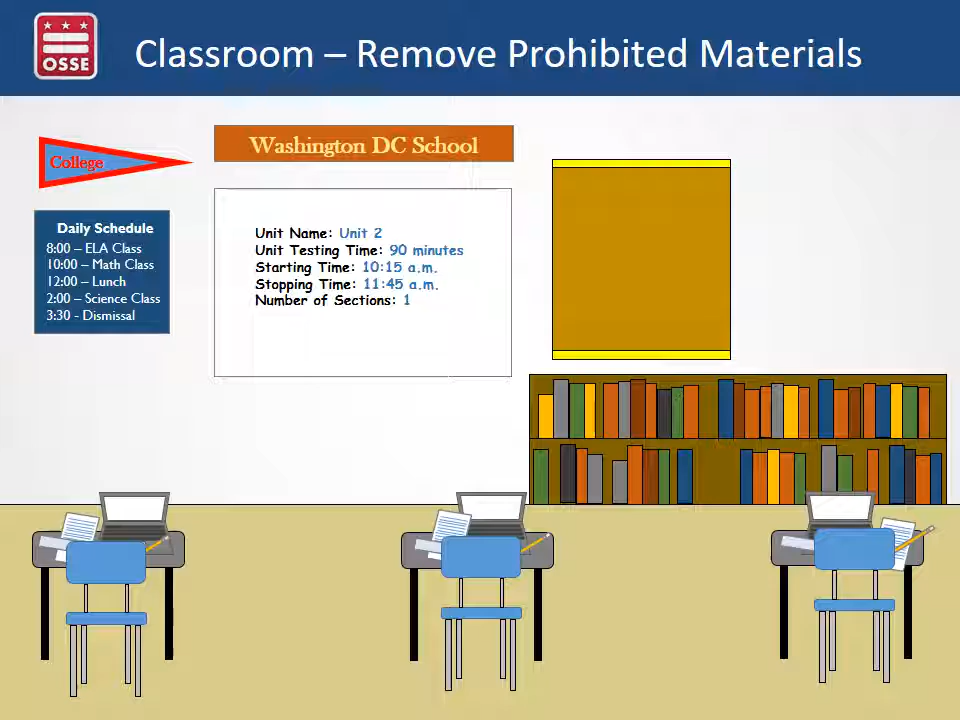 OSSE
Classroom – Remove Prohibited Materials
College
Washington DC School
Daily Schedule
8:00 – ELA Class
10:00 – Math Class
12:00 – Lunch
2:00 – Science Class
3:30 - Dismissal
Unit Name: Unit 2
Unit Testing Time: 90 minutes
Starting Time: 10:15 a.m.
Stopping Time: 11:45 a.m.
Number of Sections: 1